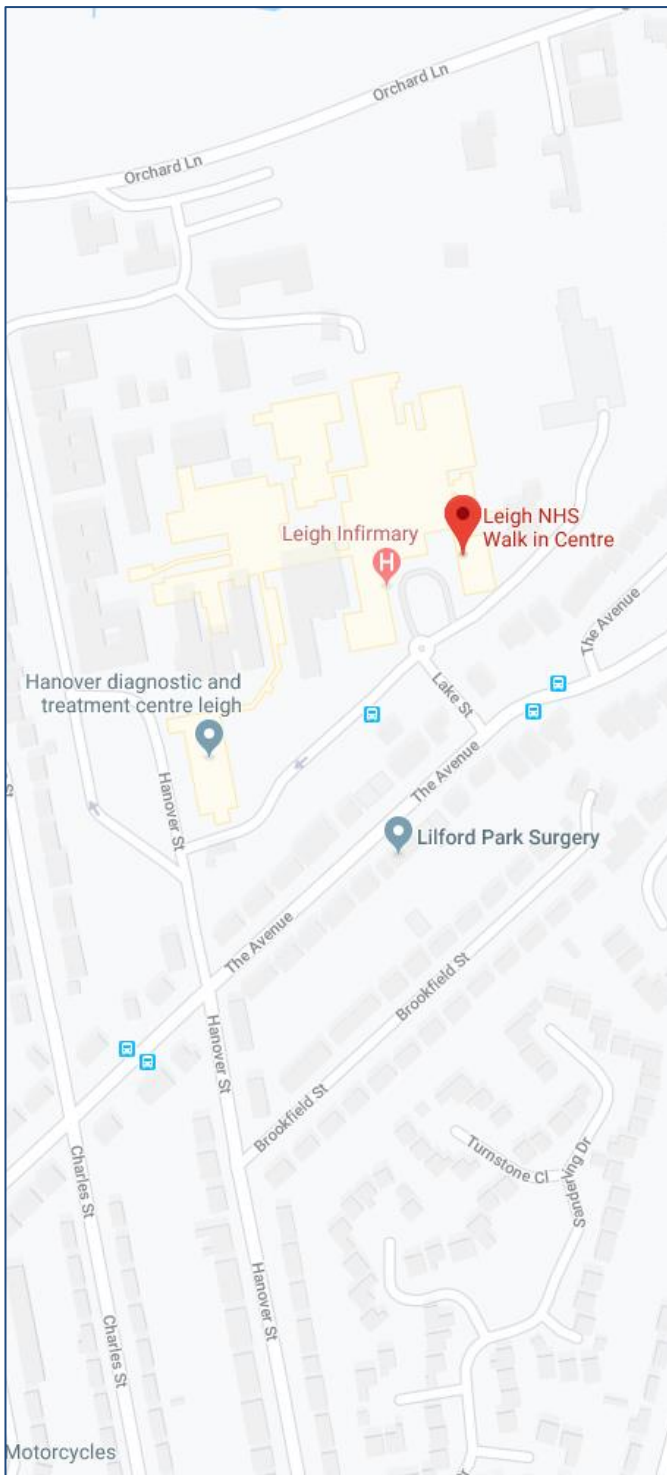 Orchard Ln
Orchard Ln
Leigh NHS
Walk in Centre
Leigh Infirmary
H
The Avenue
Hanover diagnostic and
treatment centre leigh
Lake St
Hanover St
The Avenue
Lilford Park Surgery
The Avenue
Brookfield St
Hanover St
Brookfield St
Turnstone Cl
Sanderling Dr
Charles St
Hanover St
Charles St
Motorcycles